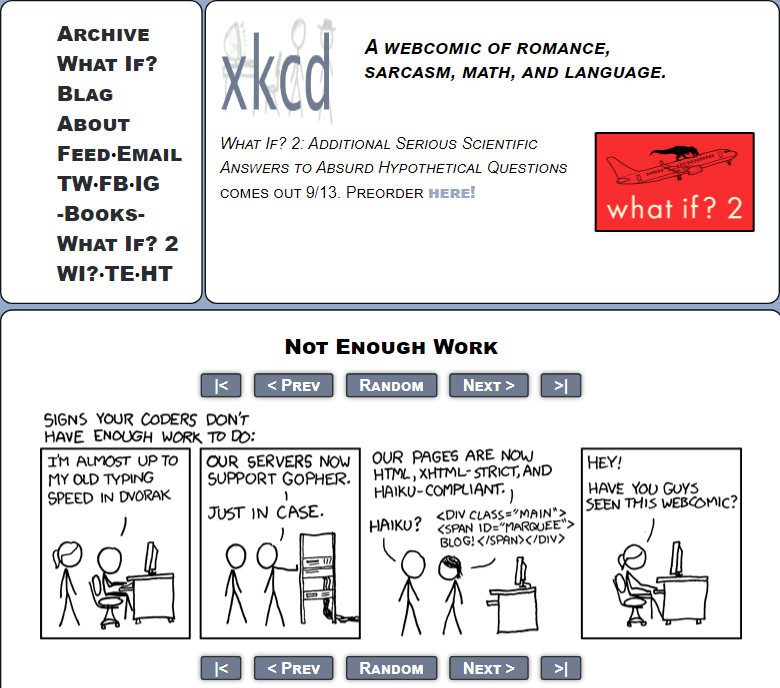 Archive
What If?
Blag
About
Feed·Email
TW·FB·IG
-Books-
What If? 2
WI?·TE·HT
xkcd
A webcomic of romance,
sarcasm, math, and language.
What If? 2: Additional Serious Scientific
Answers to Absurd Hypothetical Questions
comes out 9/13. Preorder here!
what if? 2
Not Enough Work
|<
< Prev
Random
Next >
>|
SIGNS YOUR CODERS DON'T
HAVE ENOUGH WORK TO DO:
I'M ALMOST UP TO
MY OLD TYPING
SPEED IN DVORAK
OUR SERVERS NOW
SUPPORT GOPHER.
JUST IN CASE.
OUR PAGES ARE NOW
HTML, XHTML-STRICT, AND
HAIKU-COMPLIANT.
HAIKU?
<DIV CLASS="MAIN">
<SPAN ID="MARQUEE">
BLOG!</SPAN></DIV>
HEY!
HAVE YOU GUYS
SEEN THIS WEBCOMIC?
|<
< Prev
Random
Next >
>|